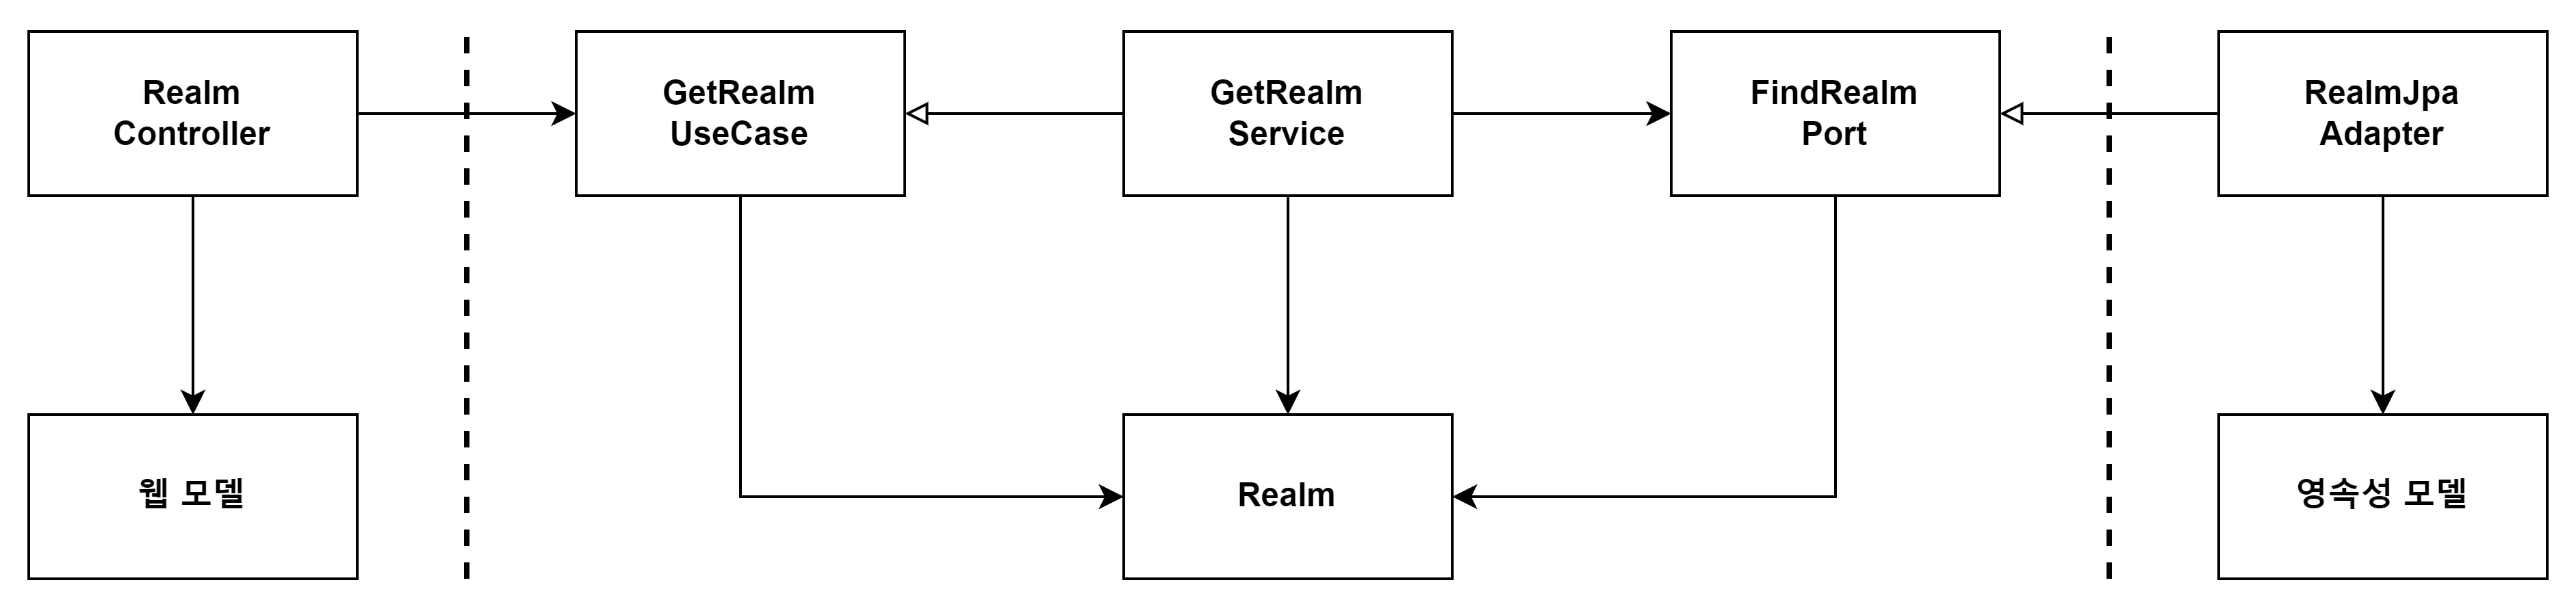 Realm
Controller
GetRealm
UseCase
GetRealm
Service
FindRealm
Port
RealmJpa
Adapter
웹 모델
Realm
영속성 모델